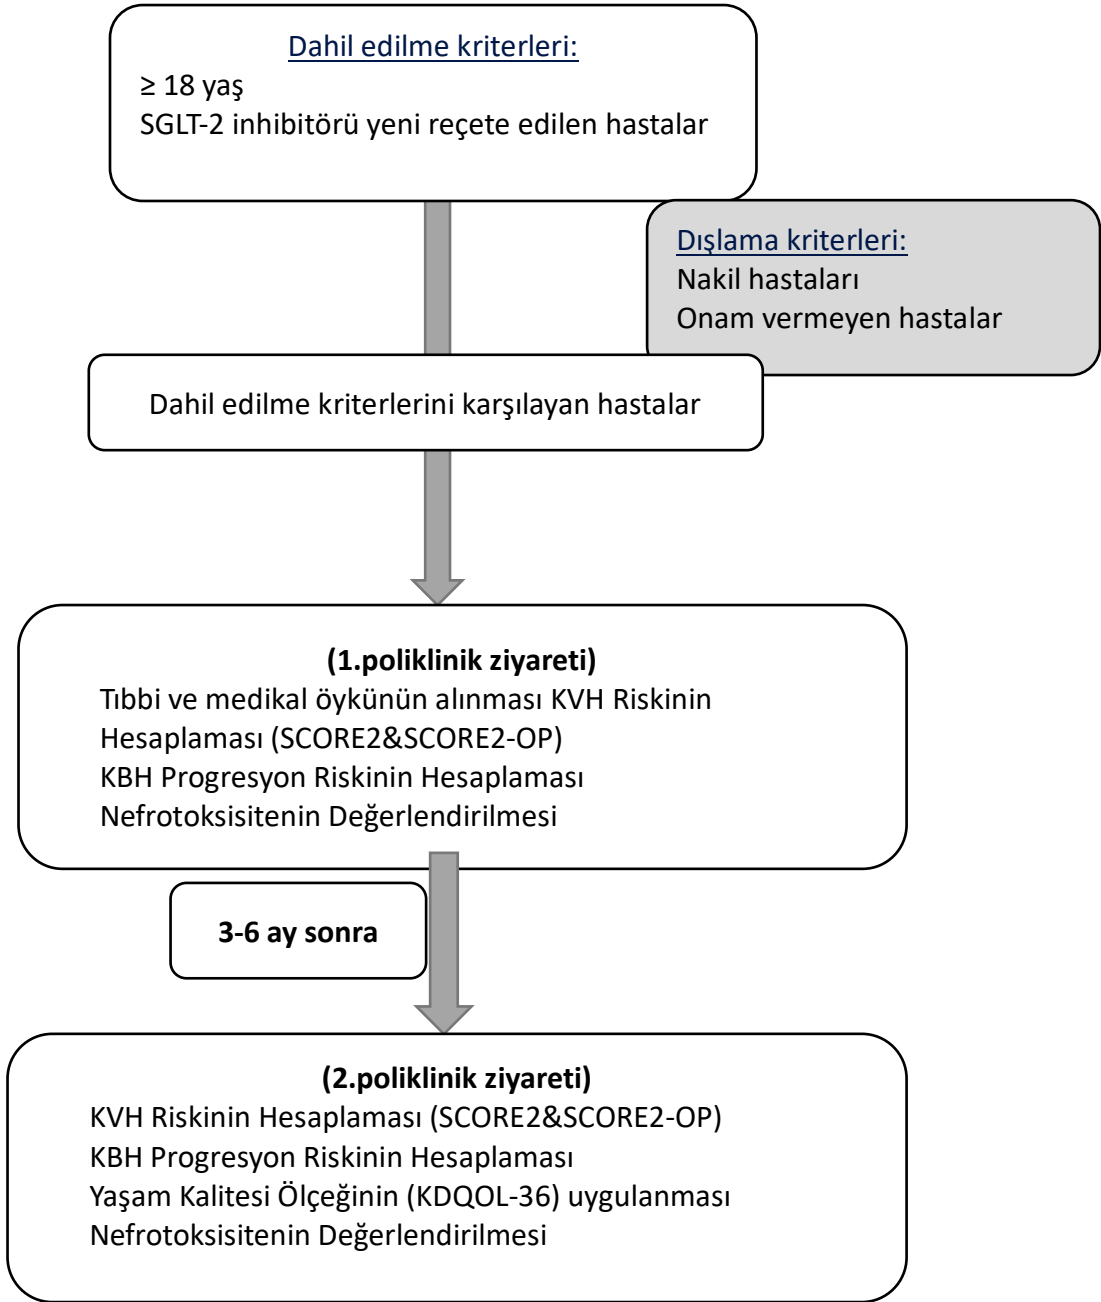 Dahil edilme kriterleri:
≥ 18 yaş
SGLT-2 inhibitörü yeni reçete edilen hastalar
Dışlama kriterleri:
Nakil hastaları
Onam vermeyen hastalar
Dahil edilme kriterlerini karşılayan hastalar
(1.poliklinik ziyareti)
Tıbbi ve medikal öykünün alınması KVH Riskinin
Hesaplaması (SCORE2&SCORE2-OP)
KBH Progresyon Riskinin Hesaplaması
Nefrotoksisitenin Değerlendirilmesi
3-6 ay sonra
(2.poliklinik ziyareti)
KVH Riskinin Hesaplaması (SCORE2&SCORE2-OP)
KBH Progresyon Riskinin Hesaplaması
Yaşam Kalitesi Ölçeğinin (KDQOL-36) uygulanması
Nefrotoksisitenin Değerlendirilmesi